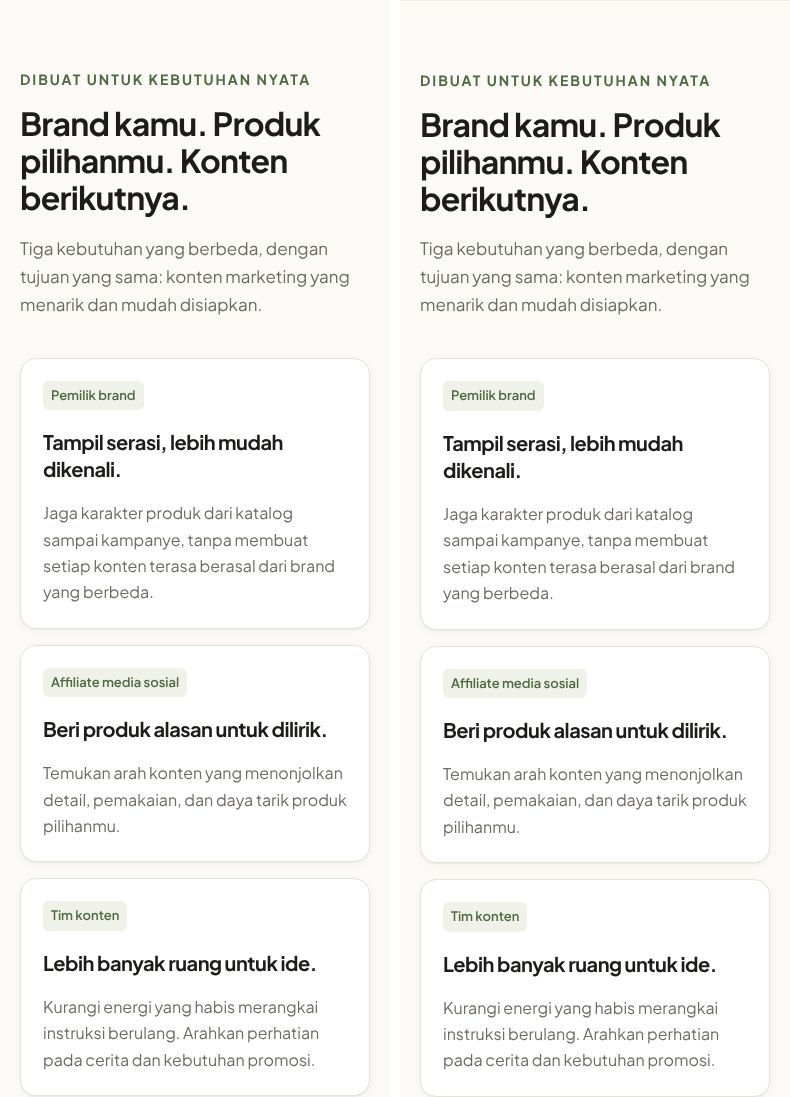 DIBUAT UNTUK KEBUTUHAN NYATA
Brand kamu. Produk
pilihanmu. Konten
berikutnya.
Tiga kebutuhan yang berbeda, dengan
tujuan yang sama: konten marketing yang
menarik dan mudah disiapkan.
Pemilik brand
Tampil serasi, lebih mudah
dikenali.
Jaga karakter produk dari katalog
sampai kampanye, tanpa membuat
setiap konten terasa berasal dari brand
yang berbeda.
Affiliate media sosial
Beri produk alasan untuk dilirik.
Temukan arah konten yang menonjolkan
detail, pemakaian, dan daya tarik produk
pilihanmu.
Tim konten
Lebih banyak ruang untuk ide.
Kurangi energi yang habis merangkai
instruksi berulang. Arahkan perhatian
pada cerita dan kebutuhan promosi.
DIBUAT UNTUK KEBUTUHAN NYATA
Brand kamu. Produk
pilihanmu. Konten
berikutnya.
Tiga kebutuhan yang berbeda, dengan
tujuan yang sama: konten marketing yang
menarik dan mudah disiapkan.
Pemilik brand
Tampil serasi, lebih mudah
dikenali.
Jaga karakter produk dari katalog
sampai kampanye, tanpa membuat
setiap konten terasa berasal dari brand
yang berbeda.
Affiliate media sosial
Beri produk alasan untuk dilirik.
Temukan arah konten yang menonjolkan
detail, pemakaian, dan daya tarik produk
pilihanmu.
Tim konten
Lebih banyak ruang untuk ide.
Kurangi energi yang habis merangkai
instruksi berulang. Arahkan perhatian
pada cerita dan kebutuhan promosi.